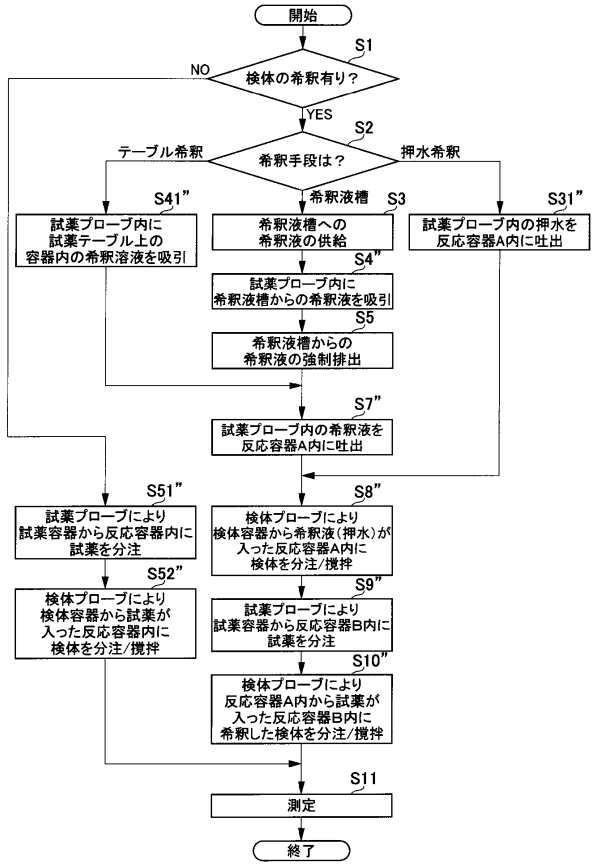 開始
S1
検体の希釈有り？
NO
YES
S2
希釈手段は？
テーブル希釈
押水希釈
希釈液槽
S41”
試薬プローブ内に
試薬テーブル上の
容器内の希釈溶液を吸引
S3
希釈液槽への
希釈液の供給
S31”
試薬プローブ内の押水を
反応容器A内に吐出
S4”
試薬プローブ内に
希釈液槽からの希釈液を吸引
S5
希釈液槽からの
希釈液の強制排出
S7”
試薬プローブ内の希釈液を
反応容器A内に吐出
S51”
試薬プローブにより
試薬容器から反応容器内に
試薬を分注
S8”
検体プローブにより
検体容器から希釈液（押水）が
入った反応容器A内に
検体を分注/撹拌
S52”
検体プローブにより
検体容器から試薬が
入った反応容器内に
検体を分注/撹拌
S9”
試薬プローブにより
試薬容器から反応容器B内に
試薬を分注
S10”
検体プローブにより
反応容器A内から試薬が
入った反応容器B内に
希釈した検体を分注/撹拌
S11
測定
終了